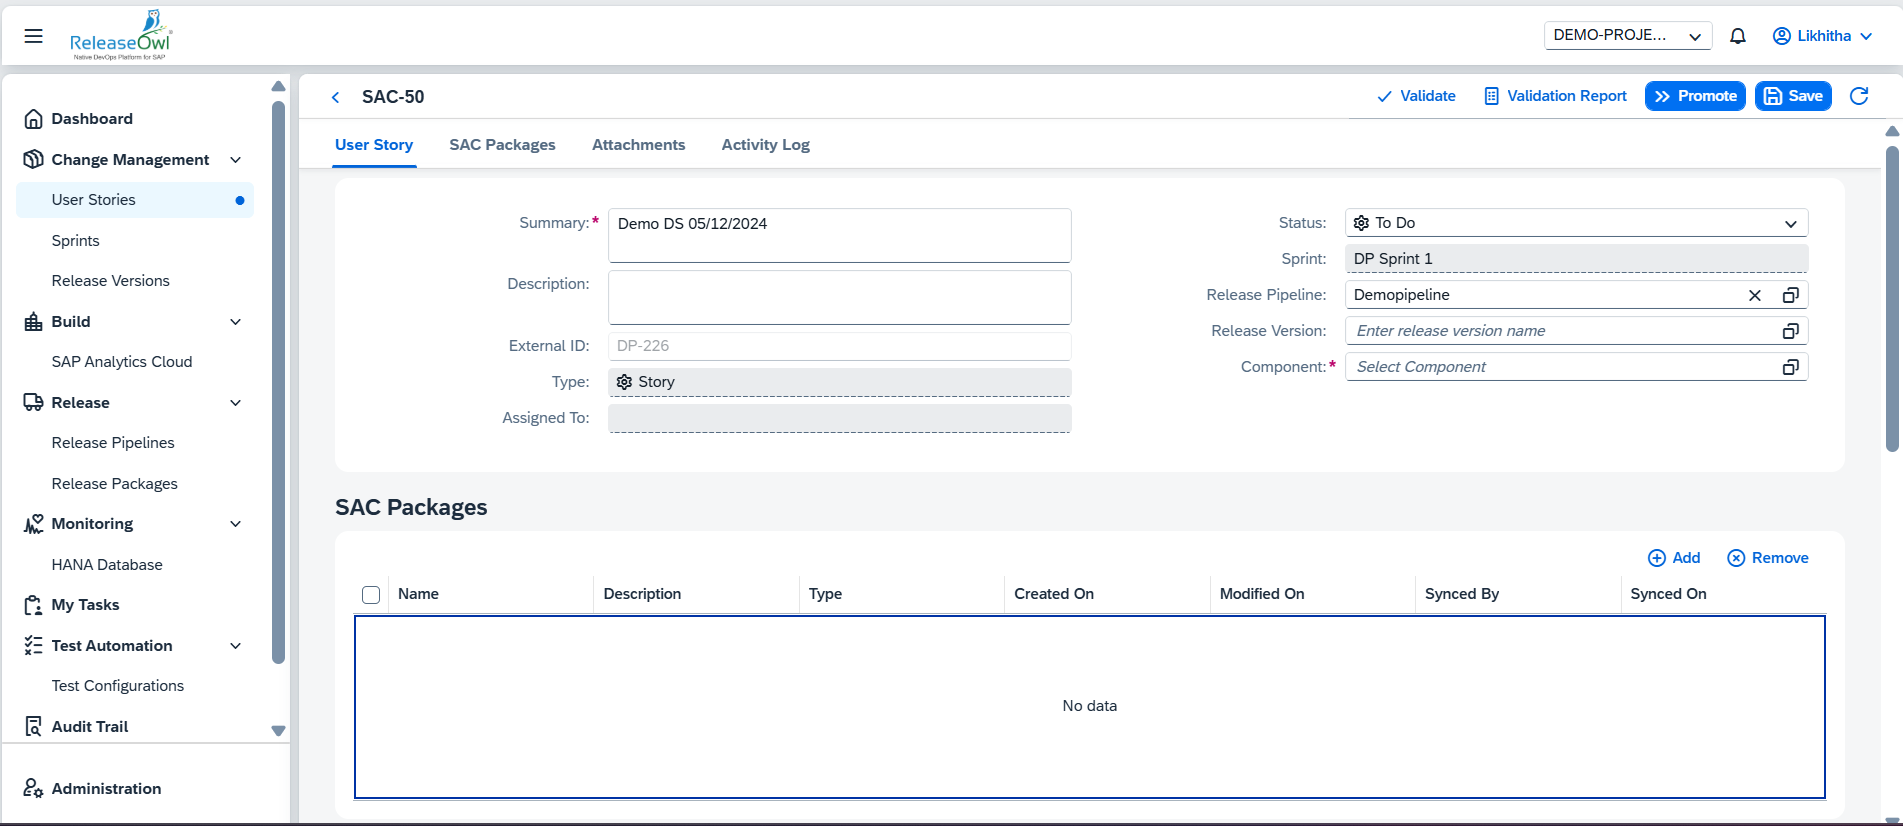 ReleaseOwl
Native DevOps Platform for SAP
DEMO-PROJE...
Likhitha
Dashboard
Change Management
User Stories
Sprints
Release Versions
Build
SAP Analytics Cloud
Release
Release Pipelines
Release Packages
Monitoring
HANA Database
My Tasks
Test Automation
Test Configurations
Audit Trail
Administration
SAC-50
Validate
Validation Report
Promote
Save
User Story
SAC Packages
Attachments
Activity Log
Summary:* Demo DS 05/12/2024
Description:
External ID: DP-226
Type: Story
Assigned To:
Status: To Do
Sprint: DP Sprint 1
Release Pipeline: Demopipeline
Release Version: Enter release version name
Component:* Select Component
SAC Packages
Add
Remove
Name Description Type Created On Modified On Synced By Synced On
No data